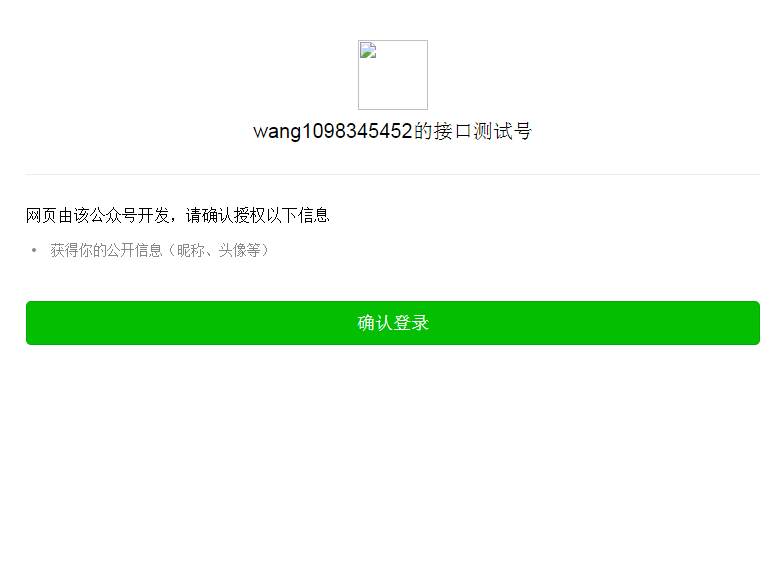 wang1098345452的接口测试号
网页由该公众号开发，请确认授权以下信息
• 获得你的公开信息（昵称、头像等）
确认登录